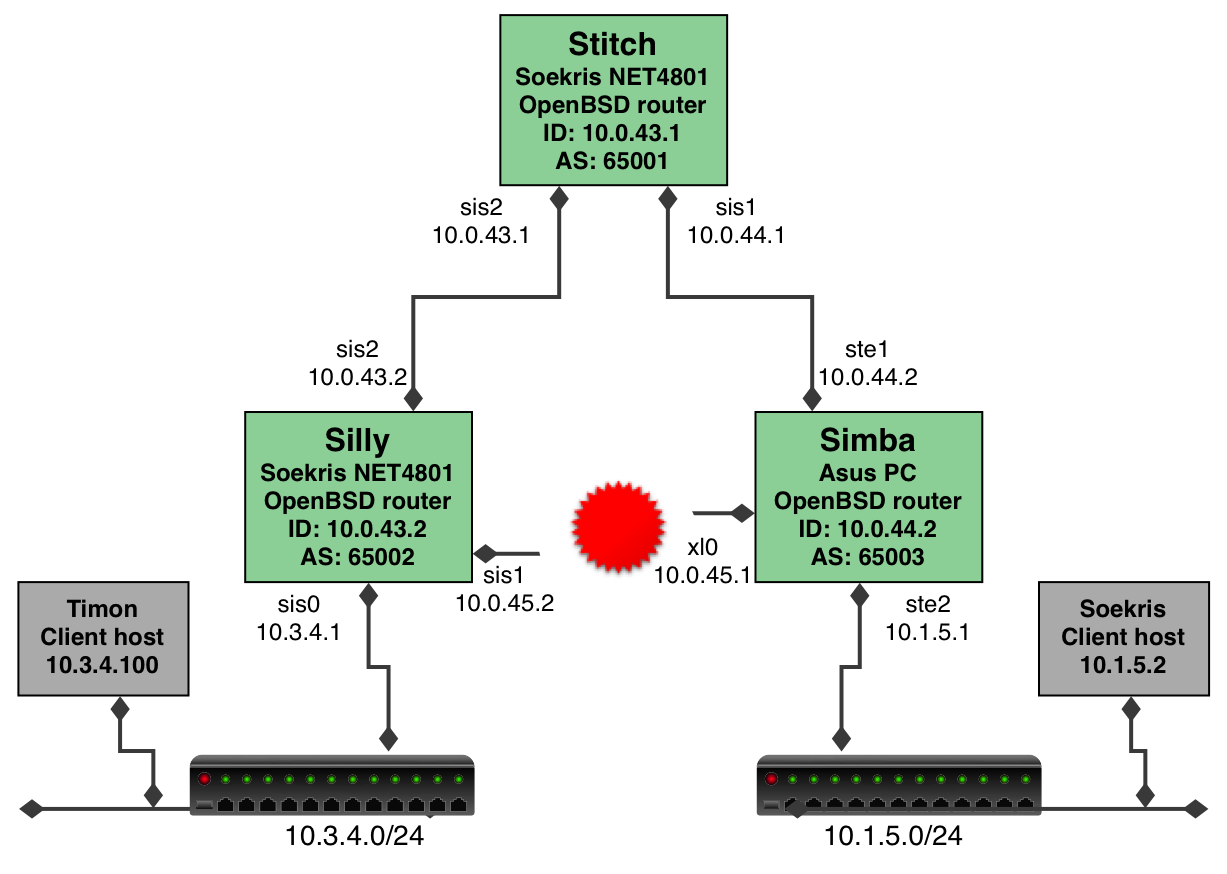 Stitch
Soekris NET4801
OpenBSD router
ID: 10.0.43.1
AS: 65001
sis2
10.0.43.1
sis1
10.0.44.1
sis2
10.0.43.2
ste1
10.0.44.2
Silly
Soekris NET4801
OpenBSD router
ID: 10.0.43.2
AS: 65002
Simba
Asus PC
OpenBSD router
ID: 10.0.44.2
AS: 65003
sis1
10.0.45.2
xl0
10.0.45.1
Timon
Client host
10.3.4.100
sis0
10.3.4.1
ste2
10.1.5.1
Soekris
Client host
10.1.5.2
10.3.4.0/24
10.1.5.0/24